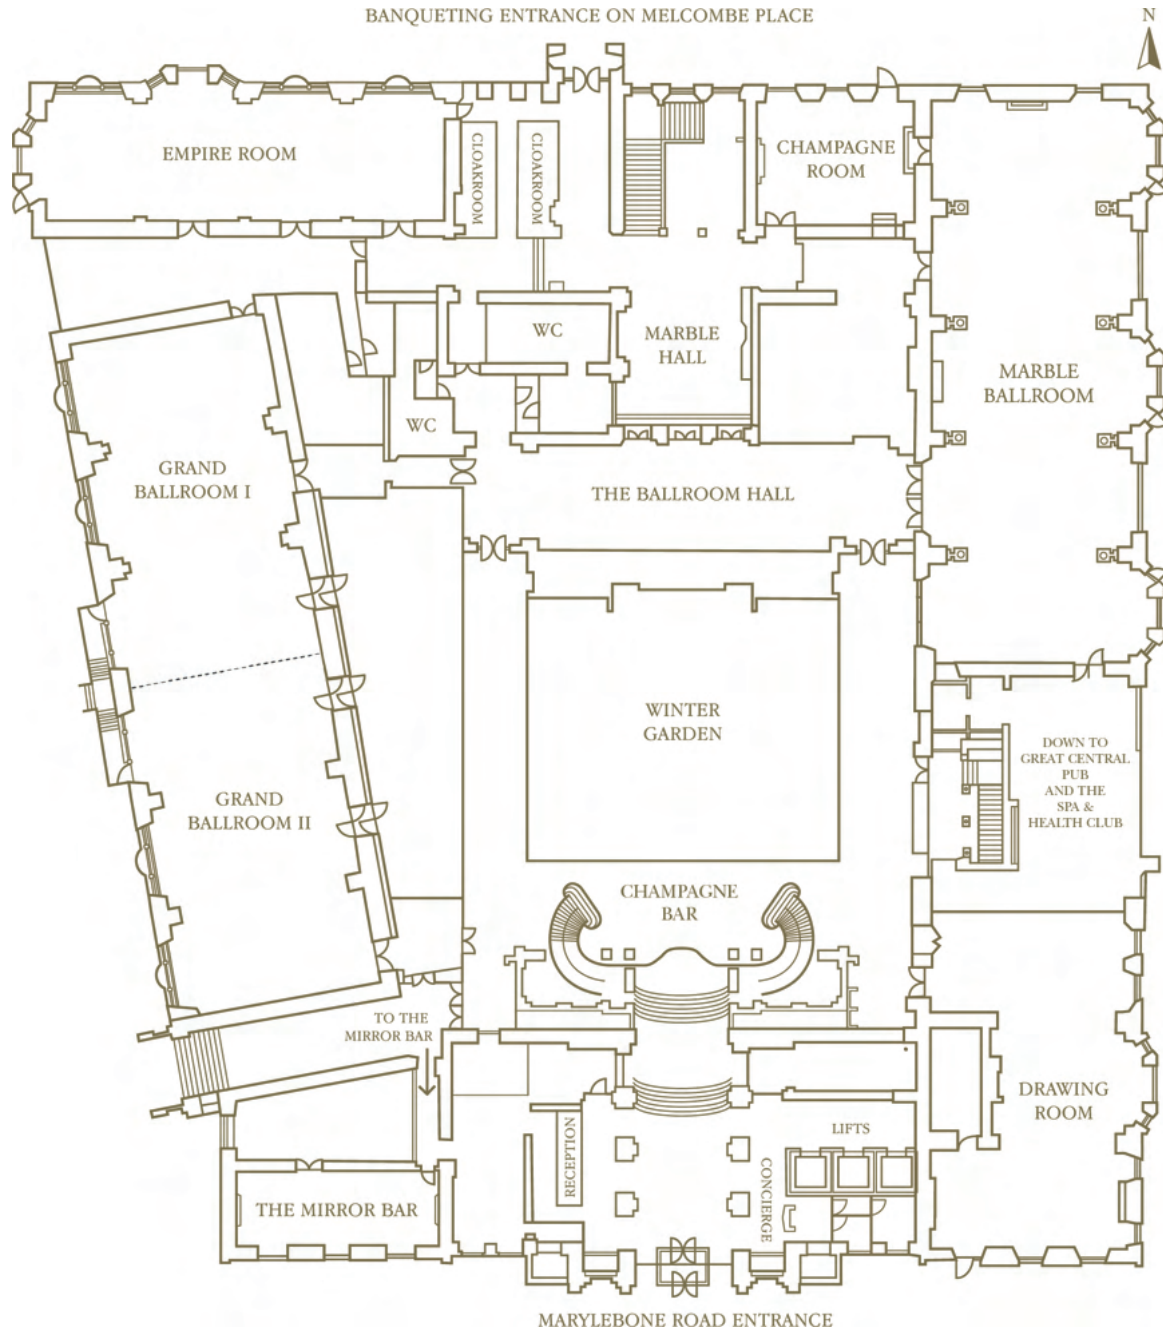 BANQUETING ENTRANCE ON MELCOMBE PLACE
N
EMPIRE ROOM
CLOAKROOM
CLOAKROOM
CHAMPAGNE
ROOM
WC
MARBLE
HALL
MARBLE
BALLROOM
WC
GRAND
BALLROOM I
THE BALLROOM HALL
WINTER
GARDEN
DOWN TO
GREAT CENTRAL
PUB
AND THE
SPA &
HEALTH CLUB
GRAND
BALLROOM II
CHAMPAGNE
BAR
TO THE
MIRROR BAR
DRAWING
ROOM
LIFTS
RECEPTION
CONCIERGE
THE MIRROR BAR
MARYLEBONE ROAD ENTRANCE